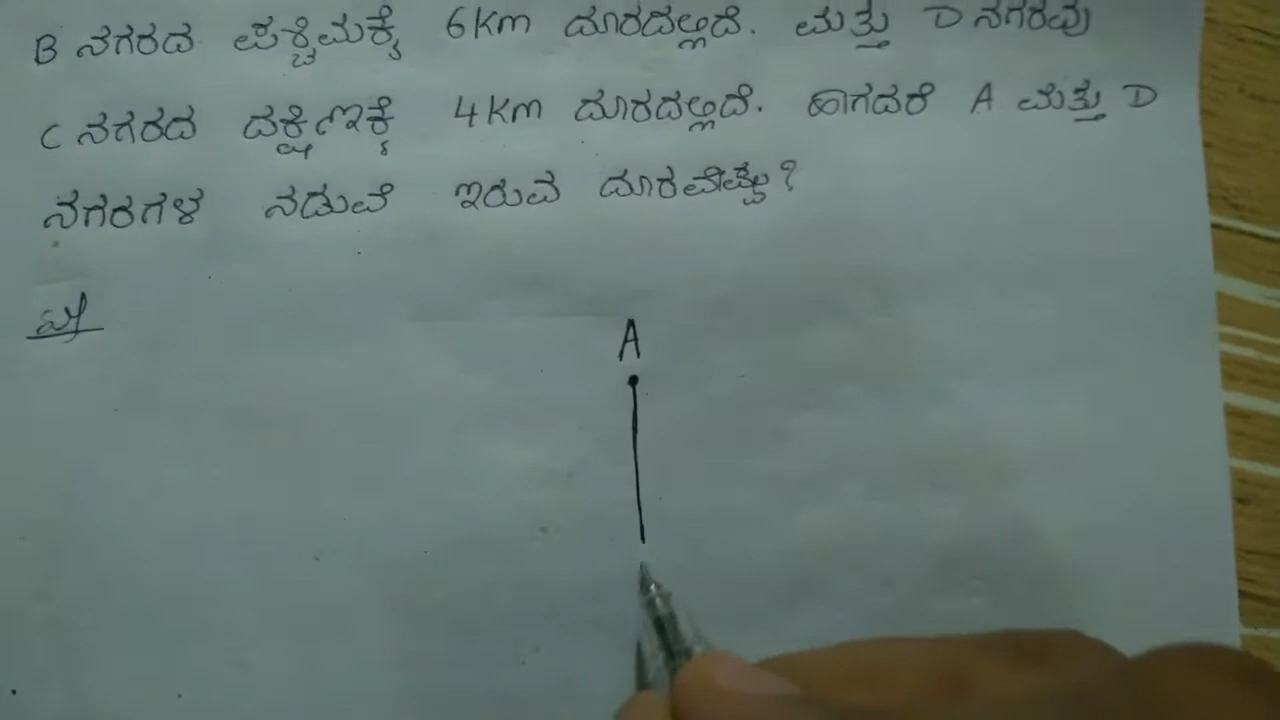 B ನಗರದ ಪಶ್ಚಿಮಕ್ಕೆ 6Km ದೂರದಲ್ಲಿದೆ. ಮತ್ತು D ನಗರವು
C ನಗರದ ದಕ್ಷಿಣಕ್ಕೆ 4Km ದೂರದಲ್ಲಿದೆ. ಹಾಗದರೆ A ಮತ್ತು D
ನಗರಗಳ ನಡುವೆ ಇರುವ ದೂರವೇಷ್ಟು?
A